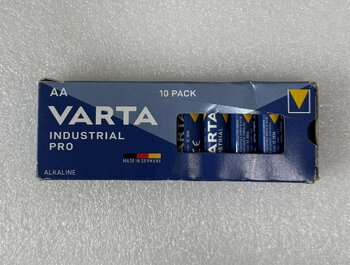 AA
10 PACK
VARTA
INDUSTRIAL
PRO
MADE IN GERMANY
ALKALINE